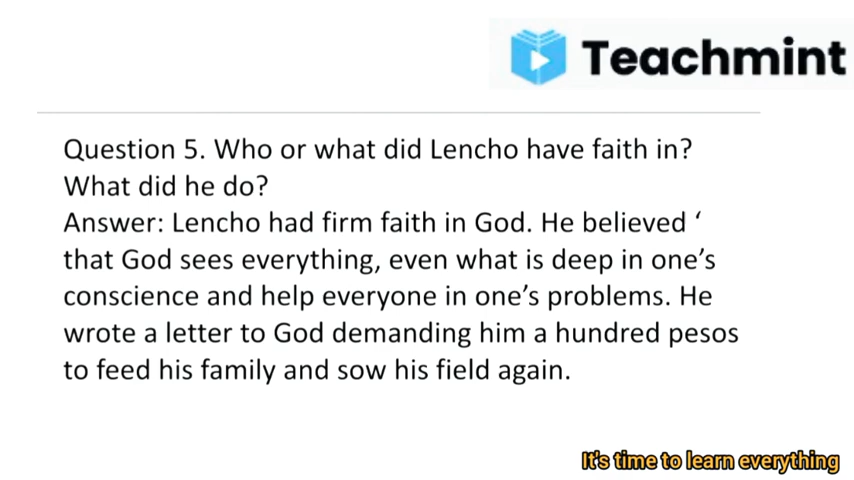 Teachmint
Question 5. Who or what did Lencho have faith in?
What did he do?
Answer: Lencho had firm faith in God. He believed ‘
that God sees everything, even what is deep in one’s
conscience and help everyone in one’s problems. He
wrote a letter to God demanding him a hundred pesos
to feed his family and sow his field again.
It's time to learn everything